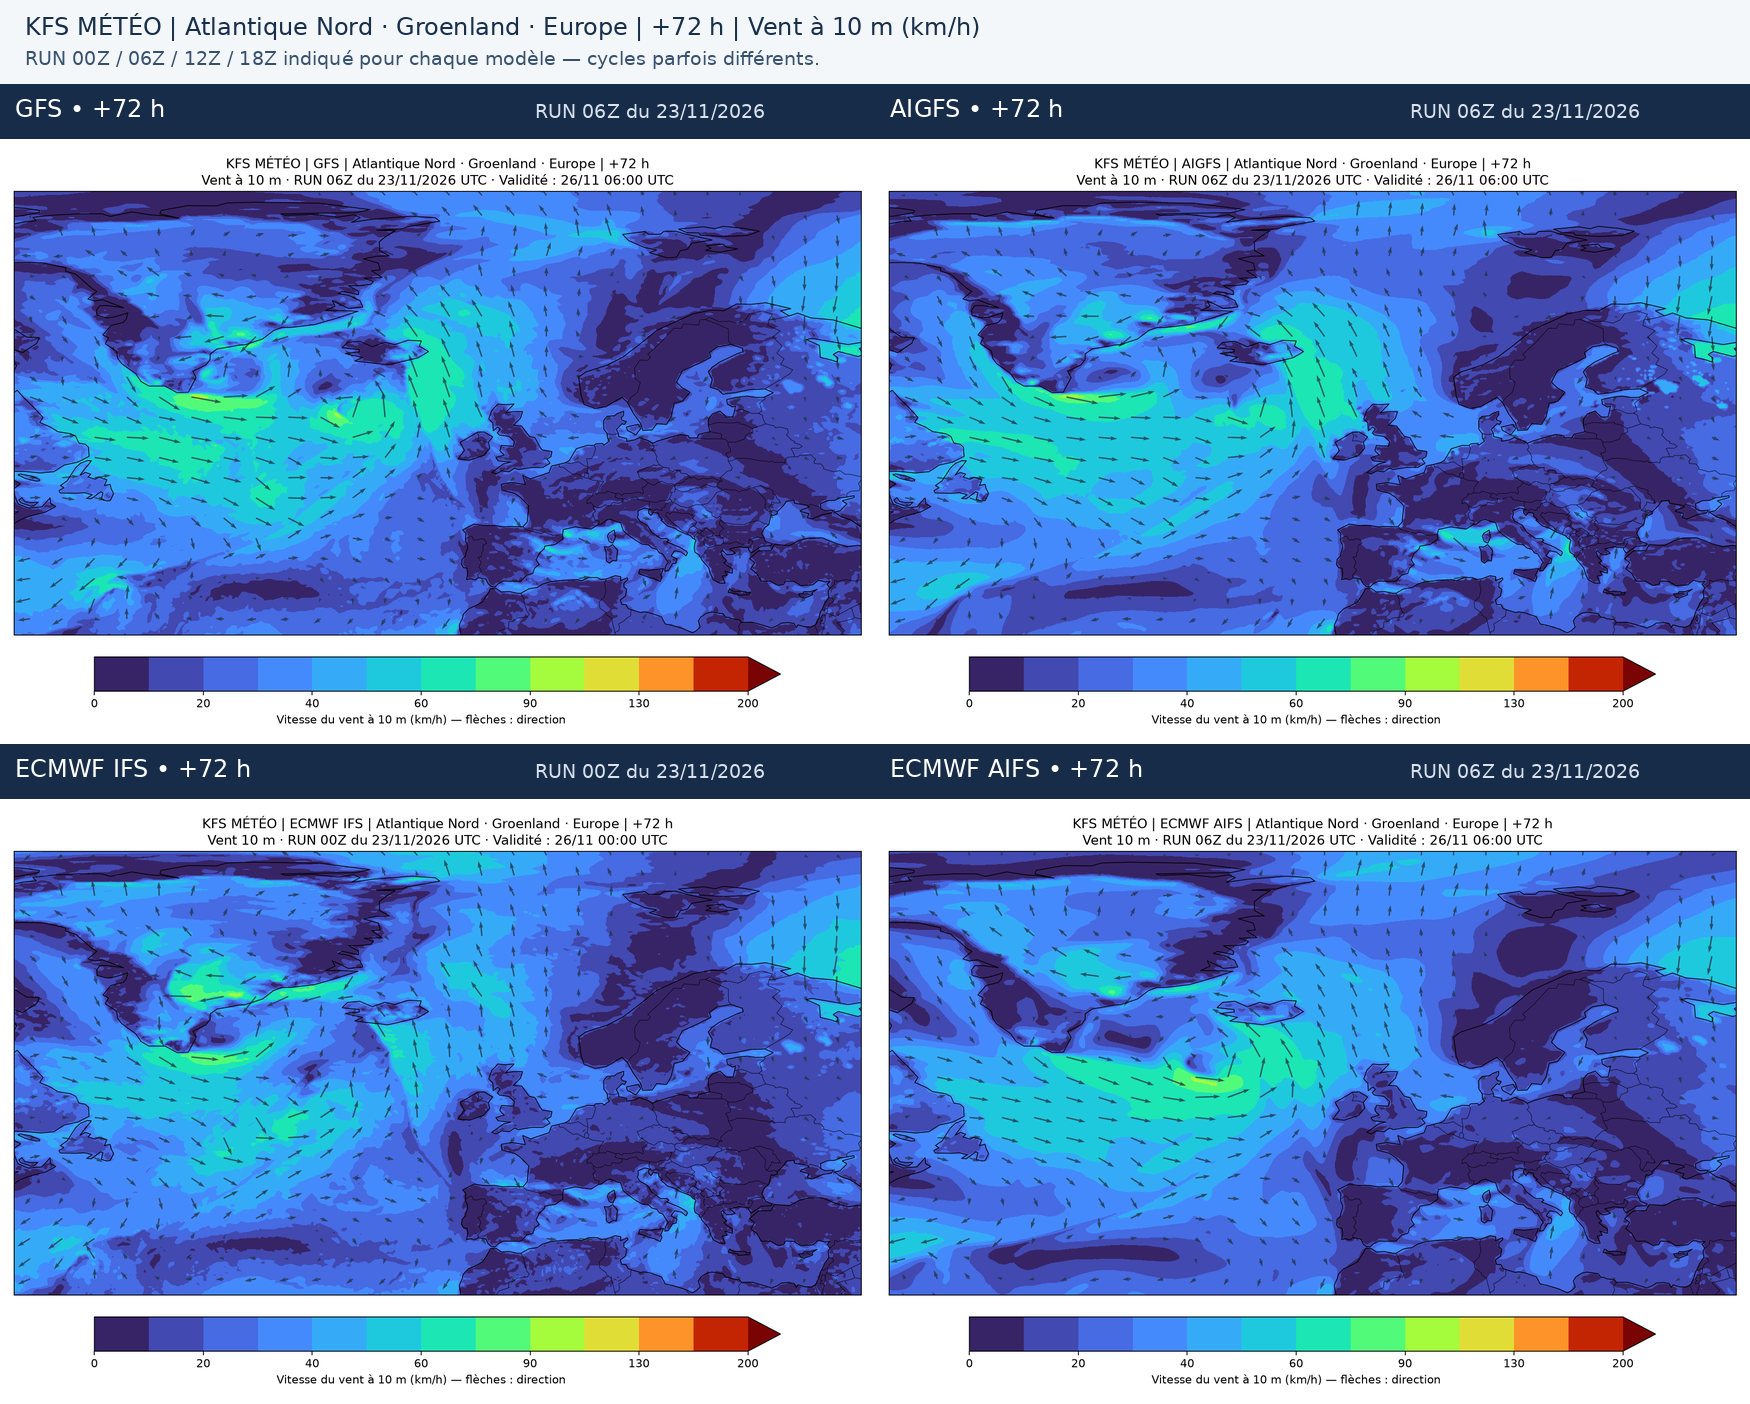 KFS MÉTÉO | Atlantique Nord · Groenland · Europe | +72 h | Vent à 10 m (km/h)
RUN 00Z / 06Z / 12Z / 18Z indiqué pour chaque modèle — cycles parfois différents.
GFS • +72 h
RUN 06Z du 23/11/2026
KFS MÉTÉO | GFS | Atlantique Nord · Groenland · Europe | +72 h
Vent à 10 m · RUN 06Z du 23/11/2026 UTC · Validité : 26/11 06:00 UTC
0 20 40 60 90 130 200
Vitesse du vent à 10 m (km/h) — flèches : direction
AIGFS • +72 h
RUN 06Z du 23/11/2026
KFS MÉTÉO | AIGFS | Atlantique Nord · Groenland · Europe | +72 h
Vent à 10 m · RUN 06Z du 23/11/2026 UTC · Validité : 26/11 06:00 UTC
0 20 40 60 90 130 200
Vitesse du vent à 10 m (km/h) — flèches : direction
ECMWF IFS • +72 h
RUN 00Z du 23/11/2026
KFS MÉTÉO | ECMWF IFS | Atlantique Nord · Groenland · Europe | +72 h
Vent 10 m · RUN 00Z du 23/11/2026 UTC · Validité : 26/11 00:00 UTC
0 20 40 60 90 130 200
Vitesse du vent à 10 m (km/h) — flèches : direction
ECMWF AIFS • +72 h
RUN 06Z du 23/11/2026
KFS MÉTÉO | ECMWF AIFS | Atlantique Nord · Groenland · Europe | +72 h
Vent 10 m · RUN 06Z du 23/11/2026 UTC · Validité : 26/11 06:00 UTC
0 20 40 60 90 130 200
Vitesse du vent à 10 m (km/h) — flèches : direction